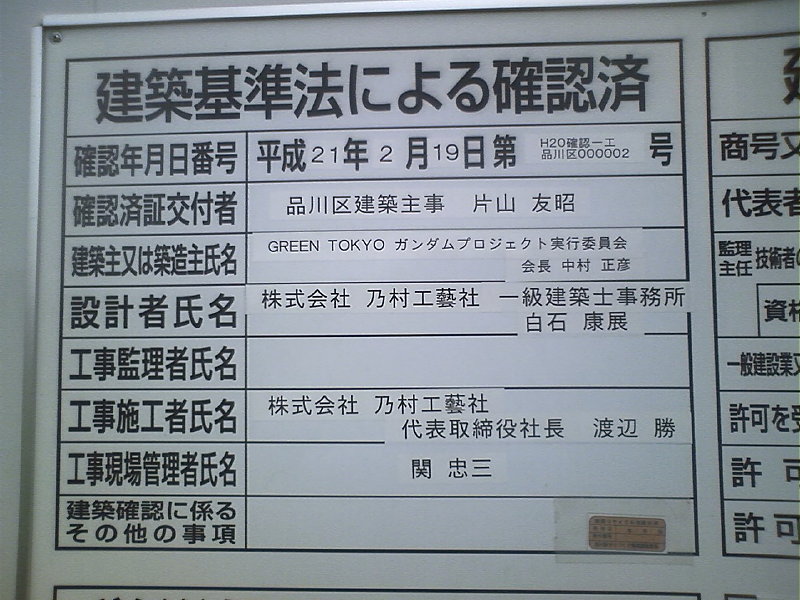 建築基準法による確認済
確認年月日番号 平成21年2月19日第 H20確認一工 品川区000002 号
確認済証交付者 品川区建築主事 片山 友昭
建築主又は築造主氏名 GREEN TOKYO ガンダムプロジェクト実行委員会
会長 中村 正彦
設計者氏名 株式会社 乃村工藝社 一級建築士事務所
白石 康展
工事監理者氏名
工事施工者氏名 株式会社 乃村工藝社
代表取締役社長 渡辺 勝
工事現場管理者氏名 関 忠三
建築確認に係る
その他の事項
商号又
代表者
監理
主任
技術者の
資格
一般建設業又
許可を受
許可
許可